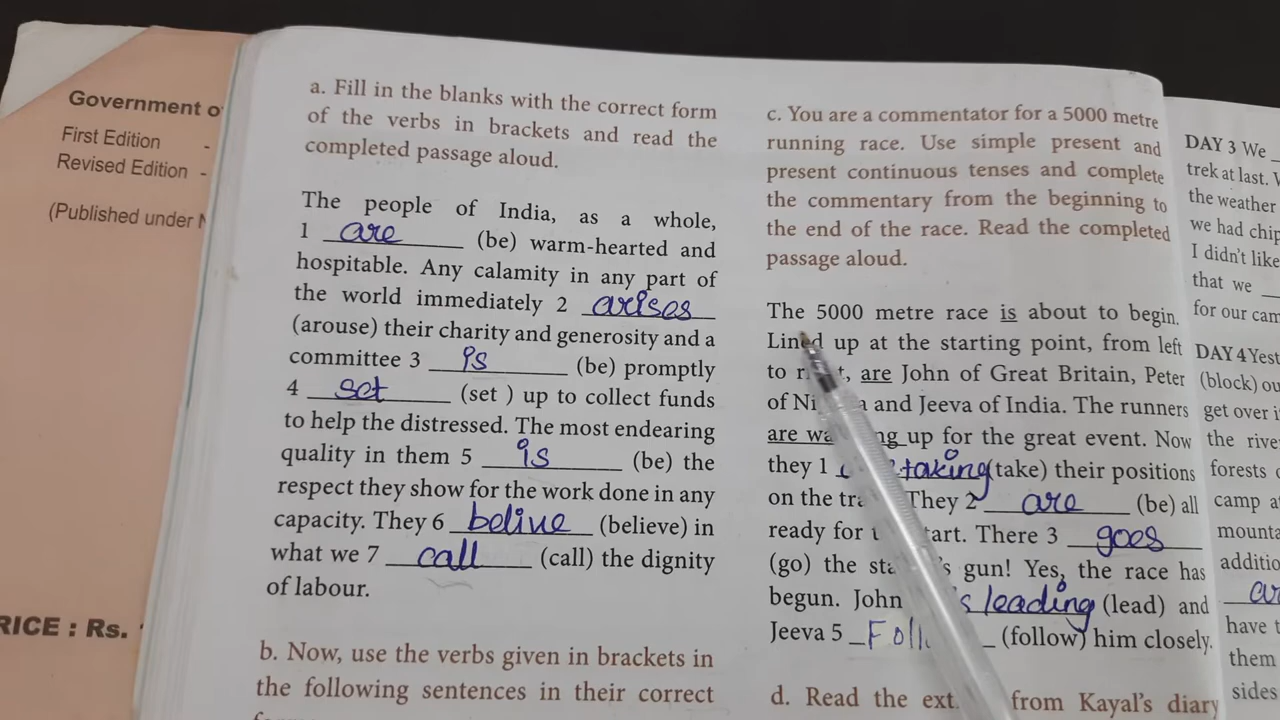 Government o
First Edition -
Revised Edition -
(Published under N
RICE : Rs.
a. Fill in the blanks with the correct form
of the verbs in brackets and read the
completed passage aloud.
The people of India, as a whole,
1 are (be) warm-hearted and
hospitable. Any calamity in any part of
the world immediately 2 arises
(arouse) their charity and generosity and a
committee 3 is (be) promptly
4 set (set ) up to collect funds
to help the distressed. The most endearing
quality in them 5 is (be) the
respect they show for the work done in any
capacity. They 6 belive (believe) in
what we 7 call (call) the dignity
of labour.
b. Now, use the verbs given in brackets in
the following sentences in their correct
c. You are a commentator for a 5000 metre
running race. Use simple present and
present continuous tenses and complete
the commentary from the beginning to
the end of the race. Read the completed
passage aloud.
The 5000 metre race is about to begin.
Lined up at the starting point, from left
to , are John of Great Britain, Peter
of and Jeeva of India. The runners
are up for the great event. Now
they 1 taking (take) their positions
on the They 2 are (be) all
ready for There 3 goes
(go) the gun! Yes, the race has
begun. John leading (lead) and
Jeeva 5 (follow) him closely.
d. Read the from Kayal's diary
DAY 3 We
trek at last.
the weather
we had chip
I didn't like
that we
for our cam
DAY 4 Yest
(block) ou
get over i
the rive
forests
camp a
mounta
additio
ar
have t
them
sides